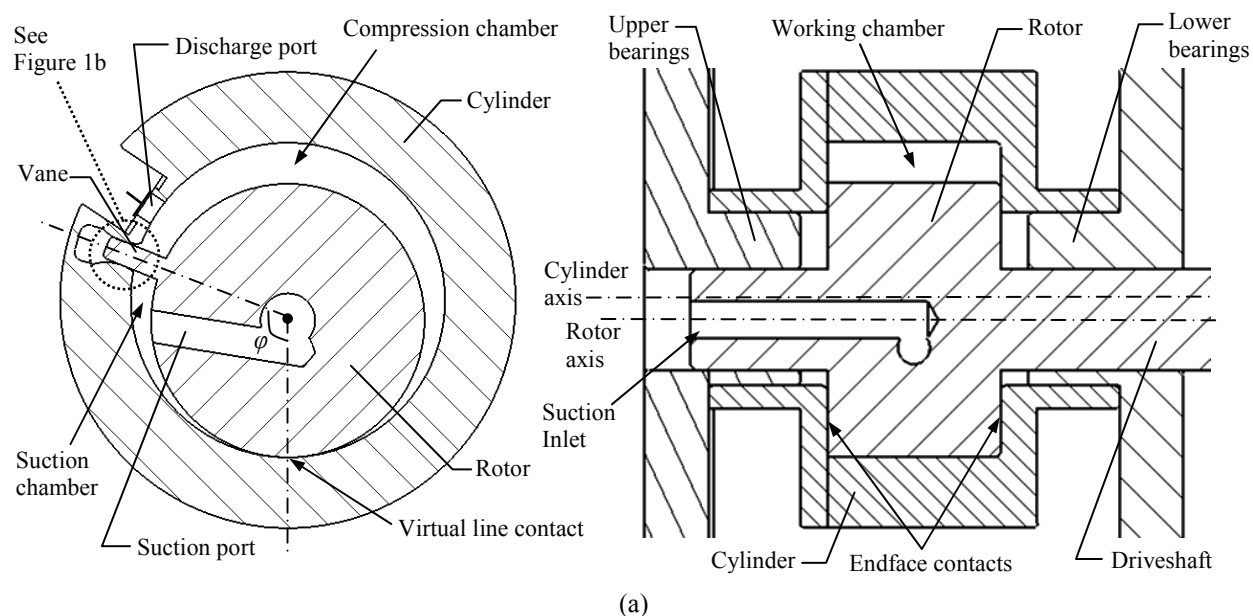 See
Figure 1b
Discharge port
Compression chamber
Cylinder
Vane
φ
Suction
chamber
Suction port
Rotor
Virtual line contact
Upper
bearings
Working chamber
Rotor
Lower
bearings
Cylinder
axis
Rotor
axis
Suction
Inlet
Cylinder
Endface contacts
Driveshaft
(a)